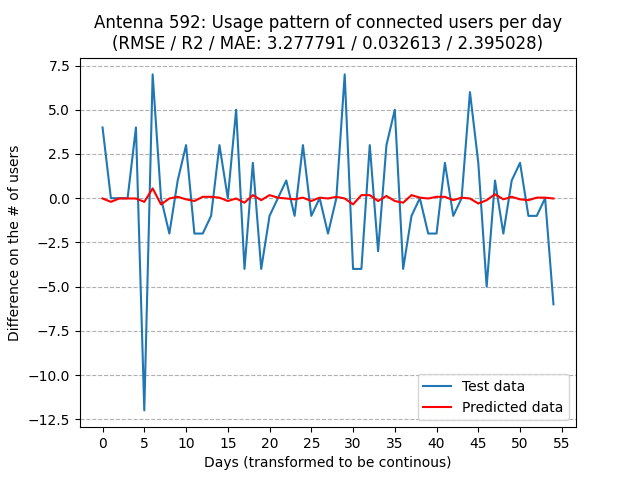 Antenna 592: Usage pattern of connected users per day
(RMSE / R2 / MAE: 3.277791 / 0.032613 / 2.395028)
Difference on the # of users
7.5
5.0
2.5
0.0
−2.5
−5.0
−7.5
−10.0
−12.5
Test data
Predicted data
0 5 10 15 20 25 30 35 40 45 50 55
Days (transformed to be continous)